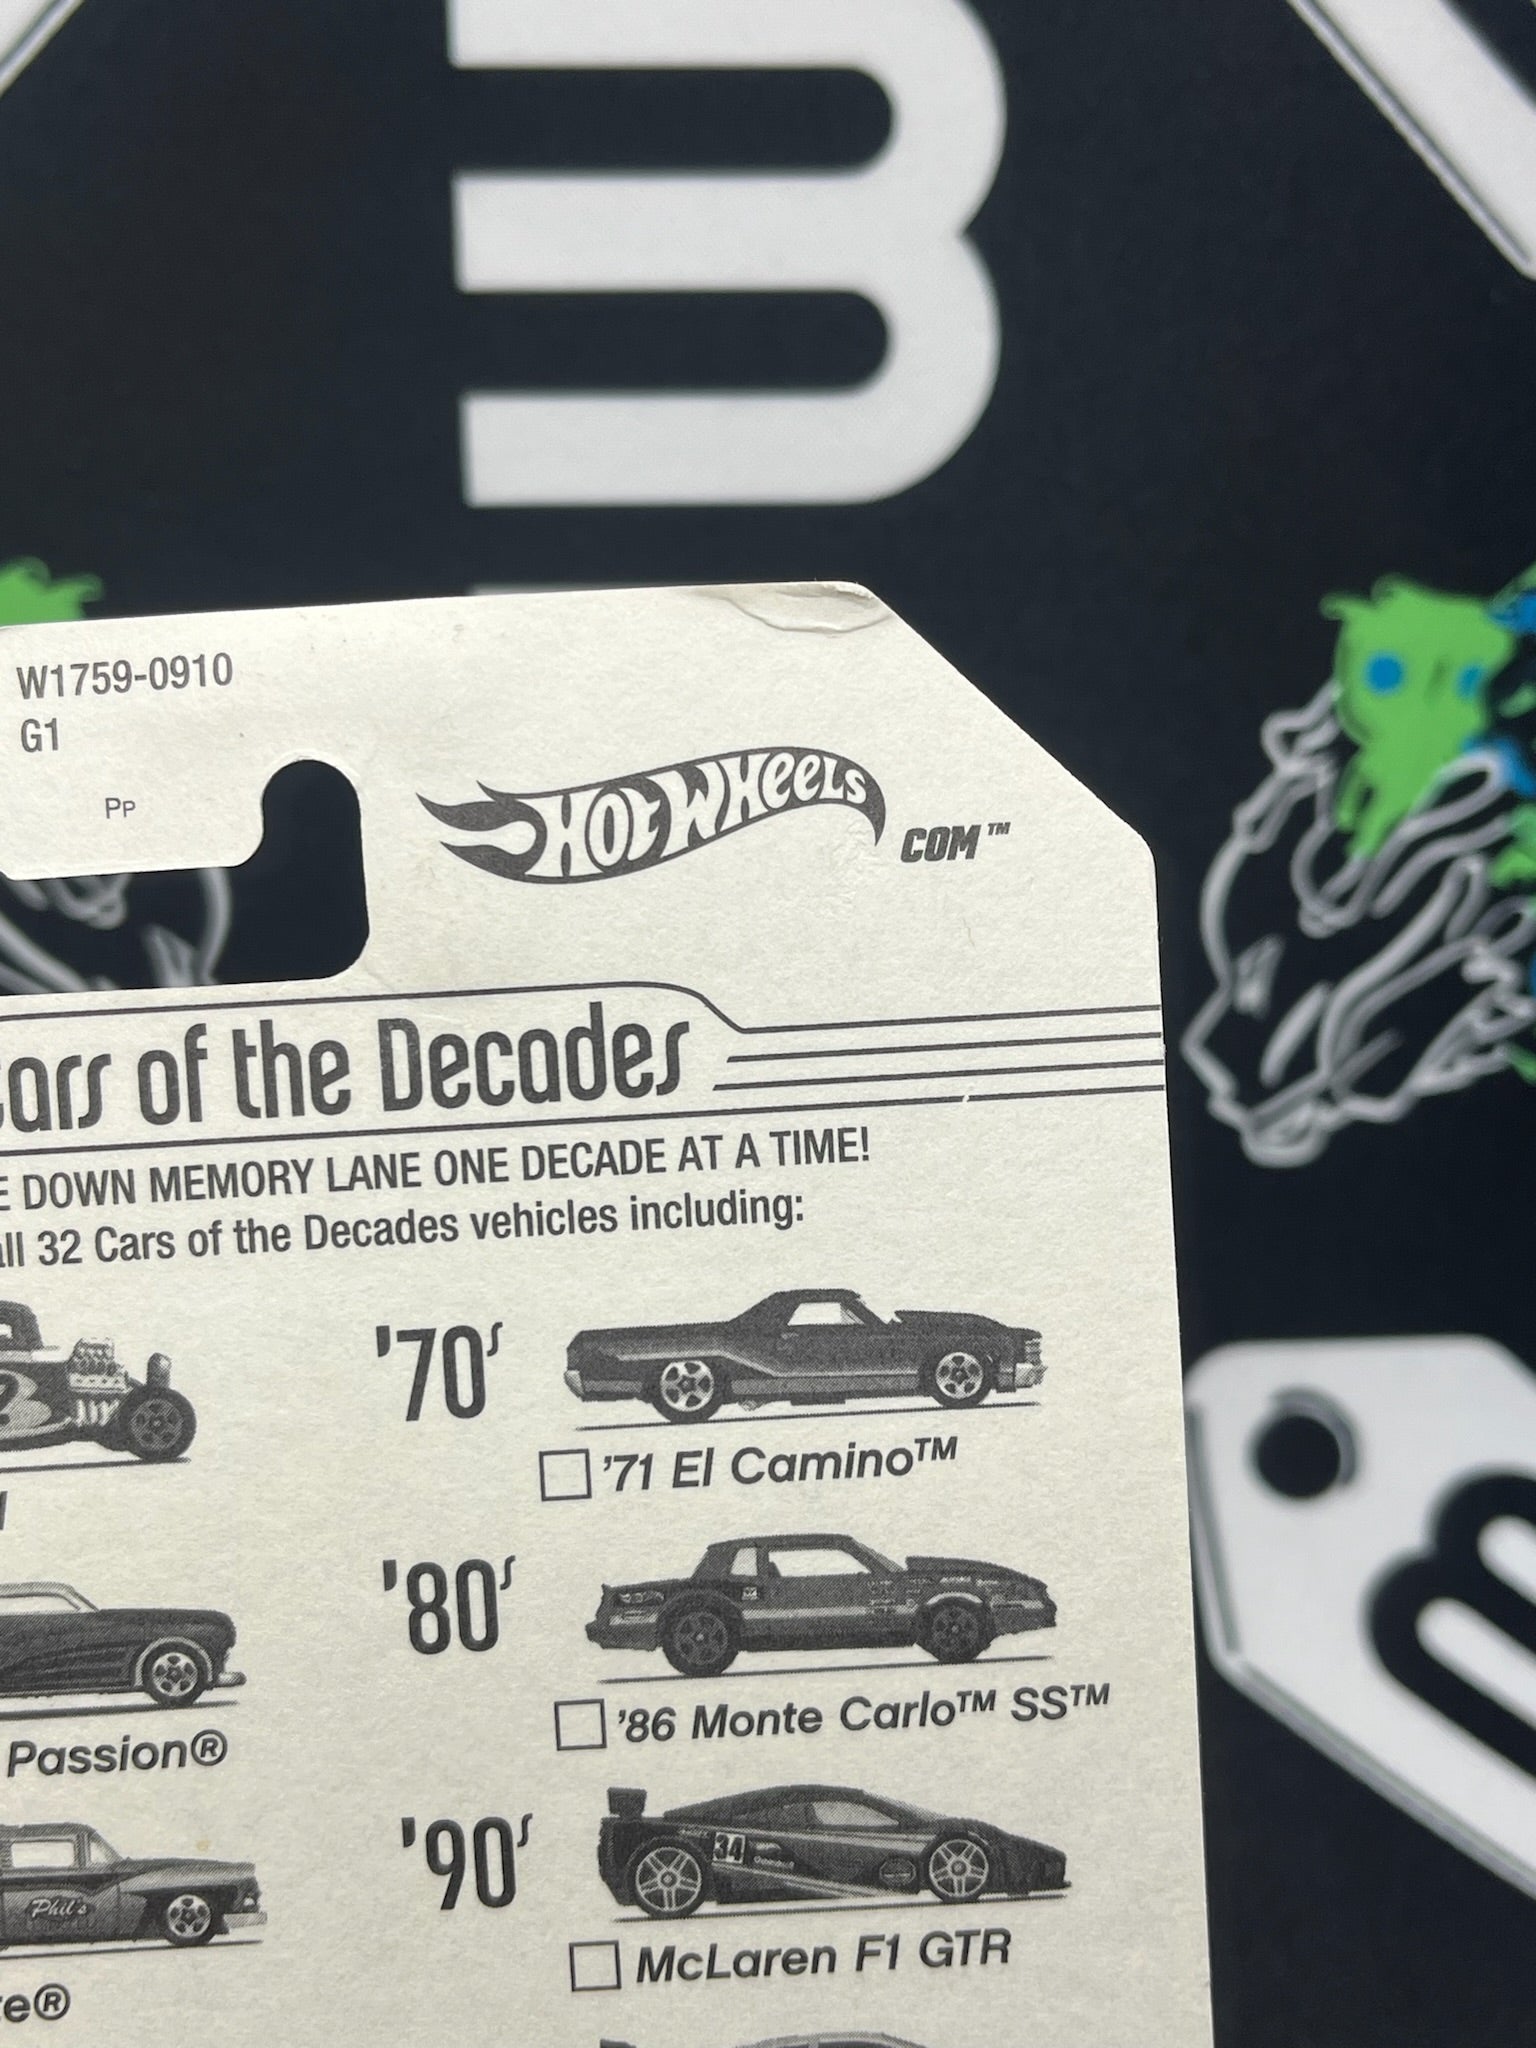 W1759-0910
G1
PP
HOT WHEELS
COM™
of the Decades
DOWN MEMORY LANE ONE DECADE AT A TIME!
all 32 Cars of the Decades vehicles including:
'70s
'71 El Camino™
'80s
'86 Monte Carlo™ SS™
Passion®
'90s
34
Phil's
McLaren F1 GTR